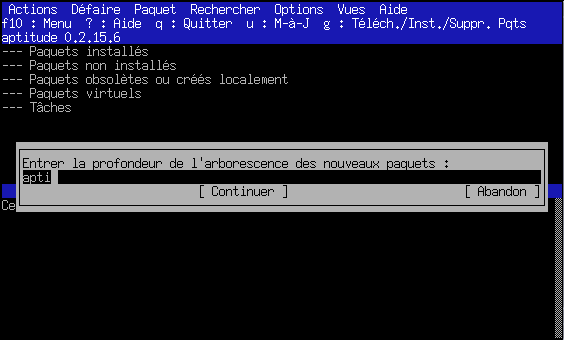 Actions Défaire Paquet Rechercher Options Vues Aide
f10 : Menu ? : Aide q : Quitter u : M-à-J g : Téléch./Inst./Suppr. Pqts
aptitude 0.2.15.6
--- Paquets installés
--- Paquets non installés
--- Paquets obsolètes ou créés localement
--- Paquets virtuels
--- Tâches
Entrer la profondeur de l'arborescence des nouveaux paquets :
apti
[ Continuer ] [ Abandon ]
Ce